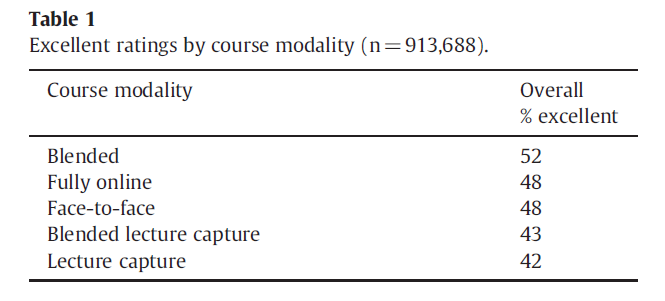 Table 1
Excellent ratings by course modality (n=913,688).
Course modality Overall
% excellent
Blended 52
Fully online 48
Face-to-face 48
Blended lecture capture 43
Lecture capture 42